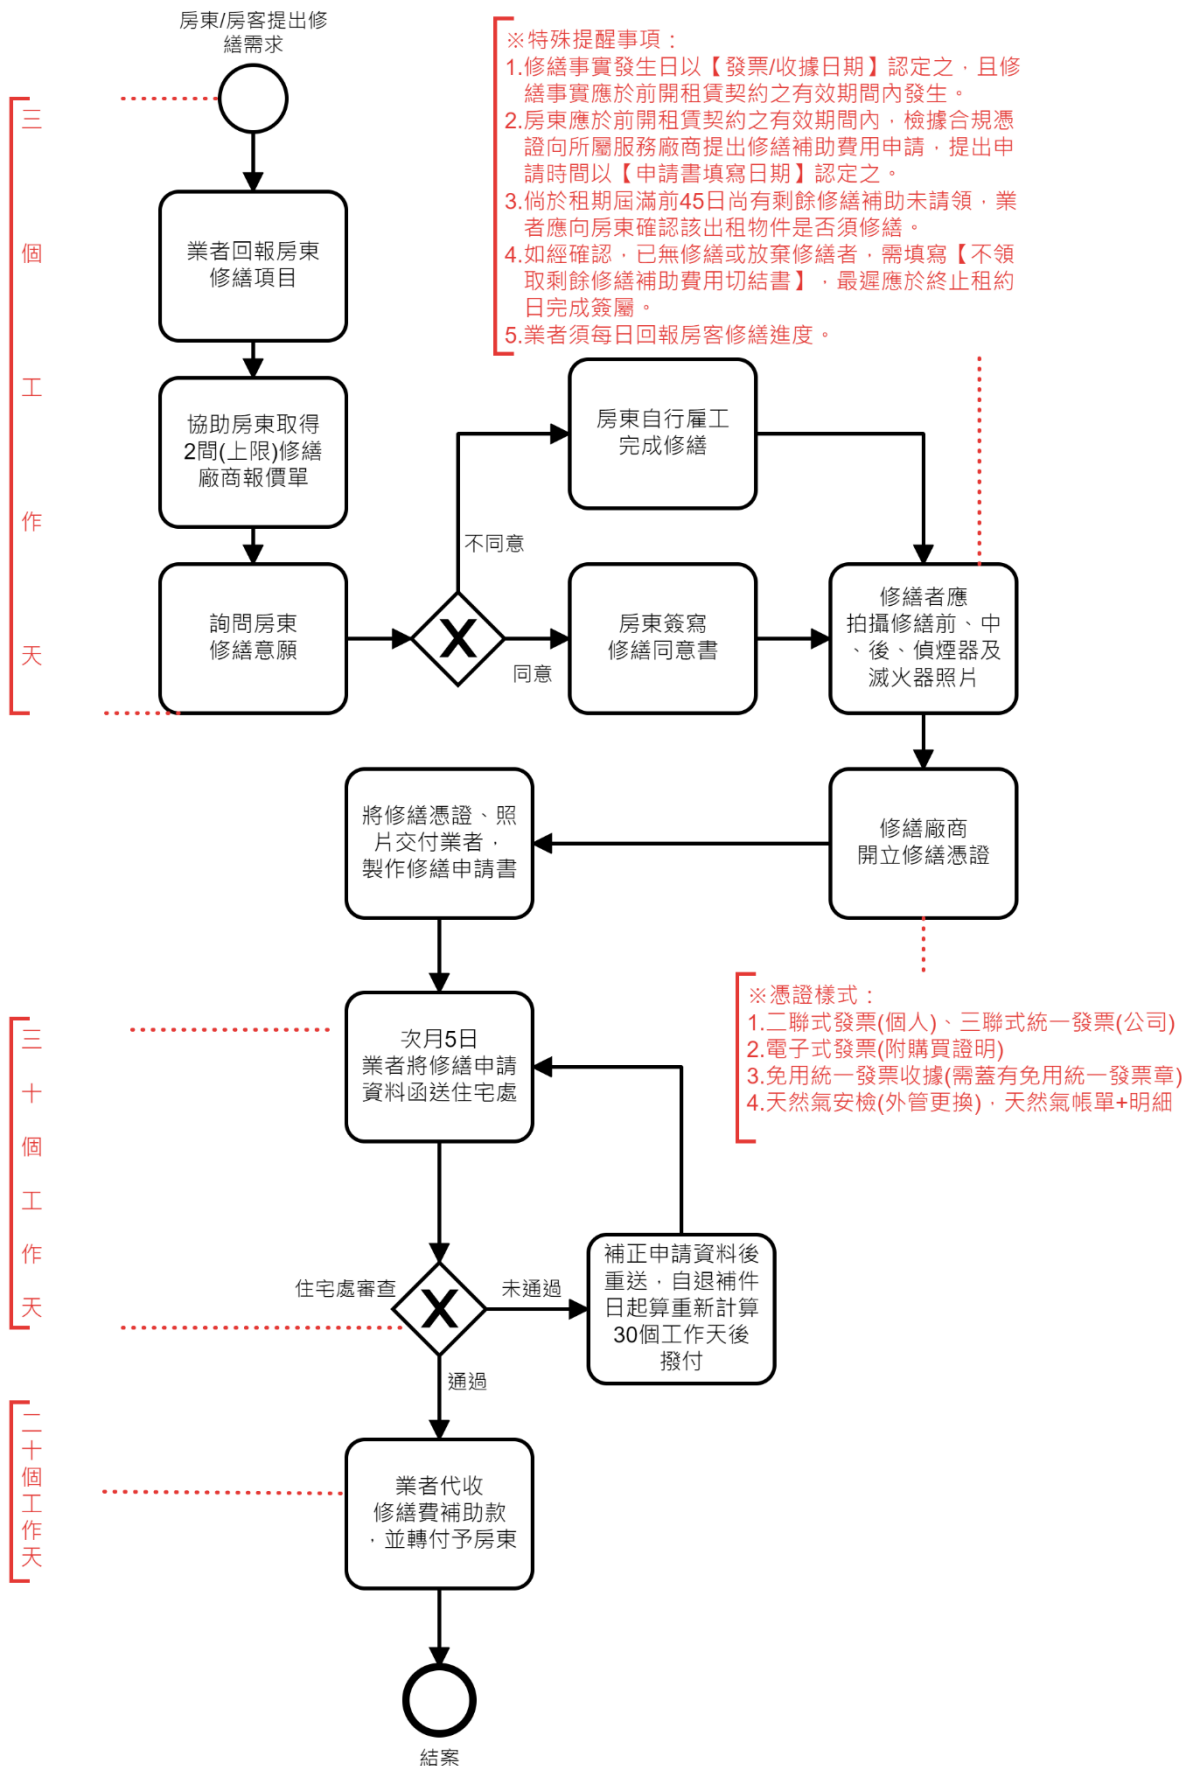 房東/房客提出修
繕需求
※特殊提醒事項：
1.修繕事實發生日以【發票/收據日期】認定之，且修
繕事實應於前開租賃契約之有效期間內發生。
2.房東應於前開租賃契約之有效期間內，檢據合規憑
證向所屬服務廠商提出修繕補助費用申請，提出申
請時間以【申請書填寫日期】認定之。
3.倘於租期屆滿前45日尚有剩餘修繕補助未請領，業
者應向房東確認該出租物件是否須修繕。
4.如經確認，已無修繕或放棄修繕者，需填寫【不領
取剩餘修繕補助費用切結書】，最遲應於終止租約
日完成簽屬。
5.業者須每日回報房客修繕進度。
三
個
工
作
天
業者回報房東
修繕項目
協助房東取得
2間(上限)修繕
廠商報價單
詢問房東
修繕意願
X
不同意
同意
房東自行雇工
完成修繕
房東簽寫
修繕同意書
修繕者應
拍攝修繕前、中
、後、偵煙器及
滅火器照片
修繕廠商
開立修繕憑證
將修繕憑證、照
片交付業者，
製作修繕申請書
※憑證樣式：
1.二聯式發票(個人)、三聯式統一發票(公司)
2.電子式發票(附購買證明)
3.免用統一發票收據(需蓋有免用統一發票章)
4.天然氣安檢(外管更換)，天然氣帳單+明細
三
十
個
工
作
天
次月5日
業者將修繕申請
資料函送住宅處
住宅處審查
X
未通過
通過
補正申請資料後
重送，自退補件
日起算重新計算
30個工作天後
撥付
二
十
個
工
作
天
業者代收
修繕費補助款
，並轉付予房東
結案